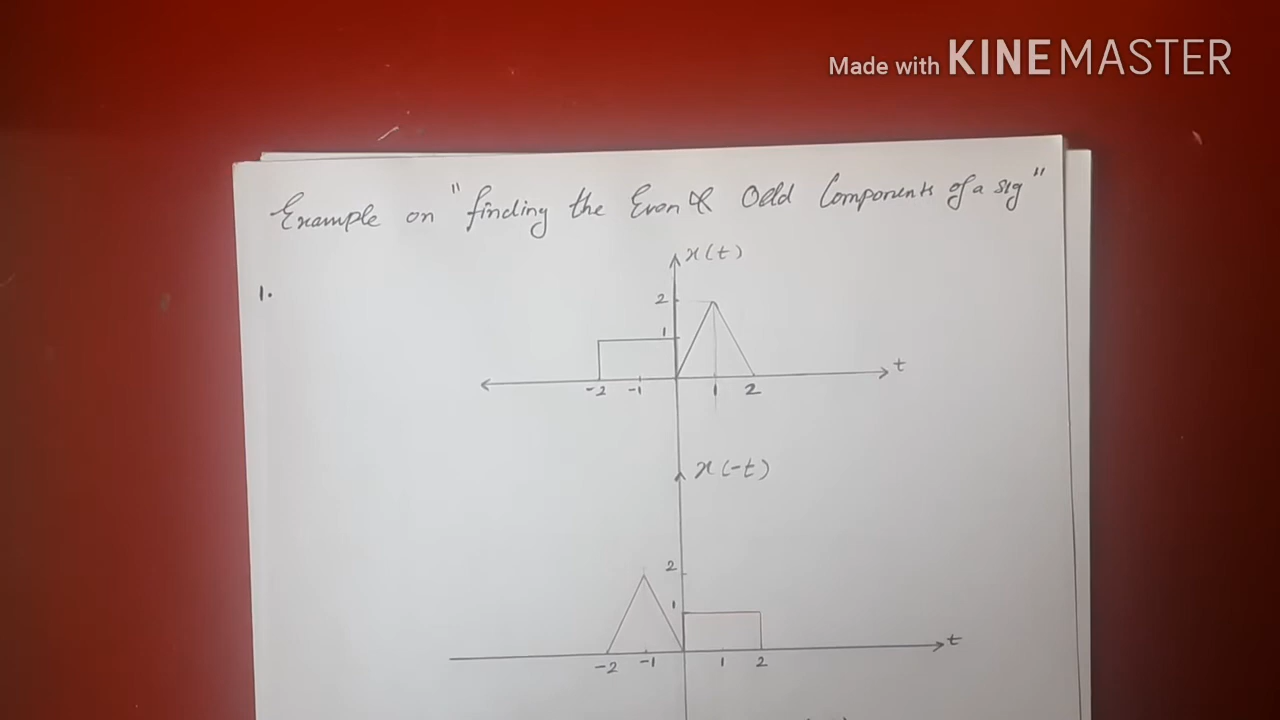 Made with KINEMASTER
Example on "finding the Even & Odd Components of a sig"
1.
x(t)
2
1
t
-2 -1 1 2
x(-t)
2
1
t
-2 -1 1 2